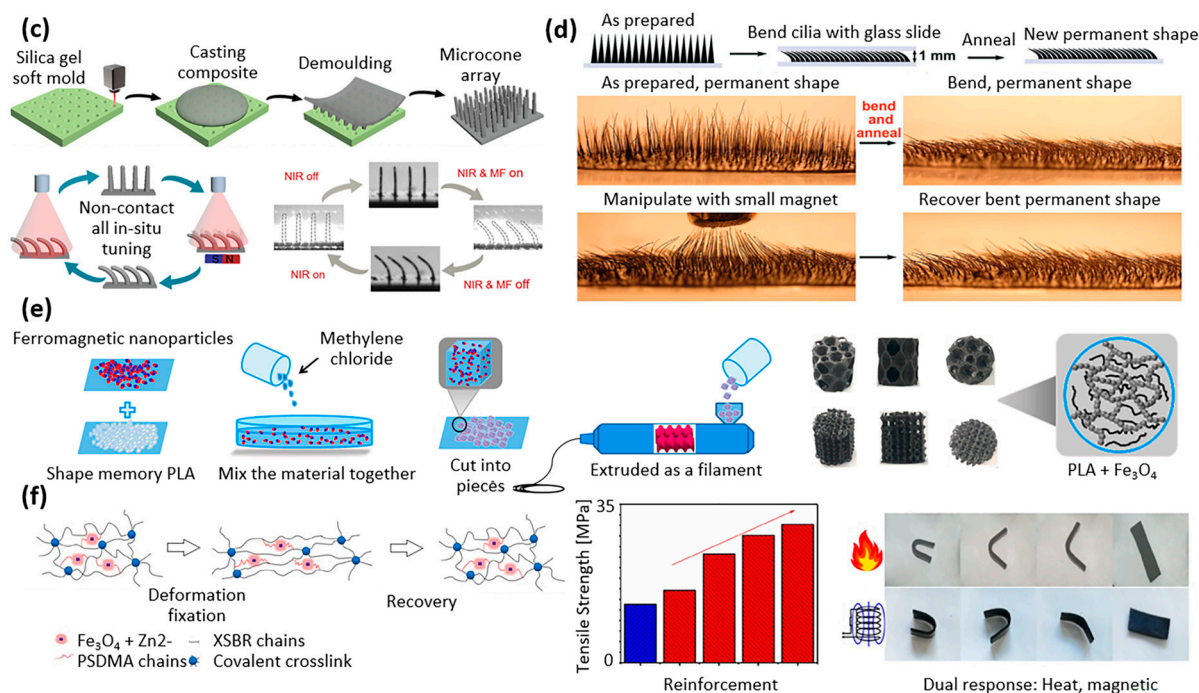 (c)
Silica gel
soft mold
Casting
composite
Demoulding
Microcone
array
Non-contact
all in-situ
tuning
S N
NIR off
NIR & MF on
NIR on
NIR & MF off
(d)
As prepared
Bend cilia with glass slide
1 mm
Anneal
New permanent shape
As prepared, permanent shape
bend
and
anneal
Bend, permanent shape
Manipulate with small magnet
Recover bent permanent shape
(e)
Ferromagnetic nanoparticles
Shape memory PLA
Methylene
chloride
Mix the material together
Cut into
pieces
Extruded as a filament
PLA + Fe₃O₄
(f)
Deformation
fixation
Recovery
Fe₃O₄ + Zn2-
XSBR chains
PSDMA chains
Covalent crosslink
Tensile Strength [MPa]
35
0
Reinforcement
Dual response: Heat, magnetic